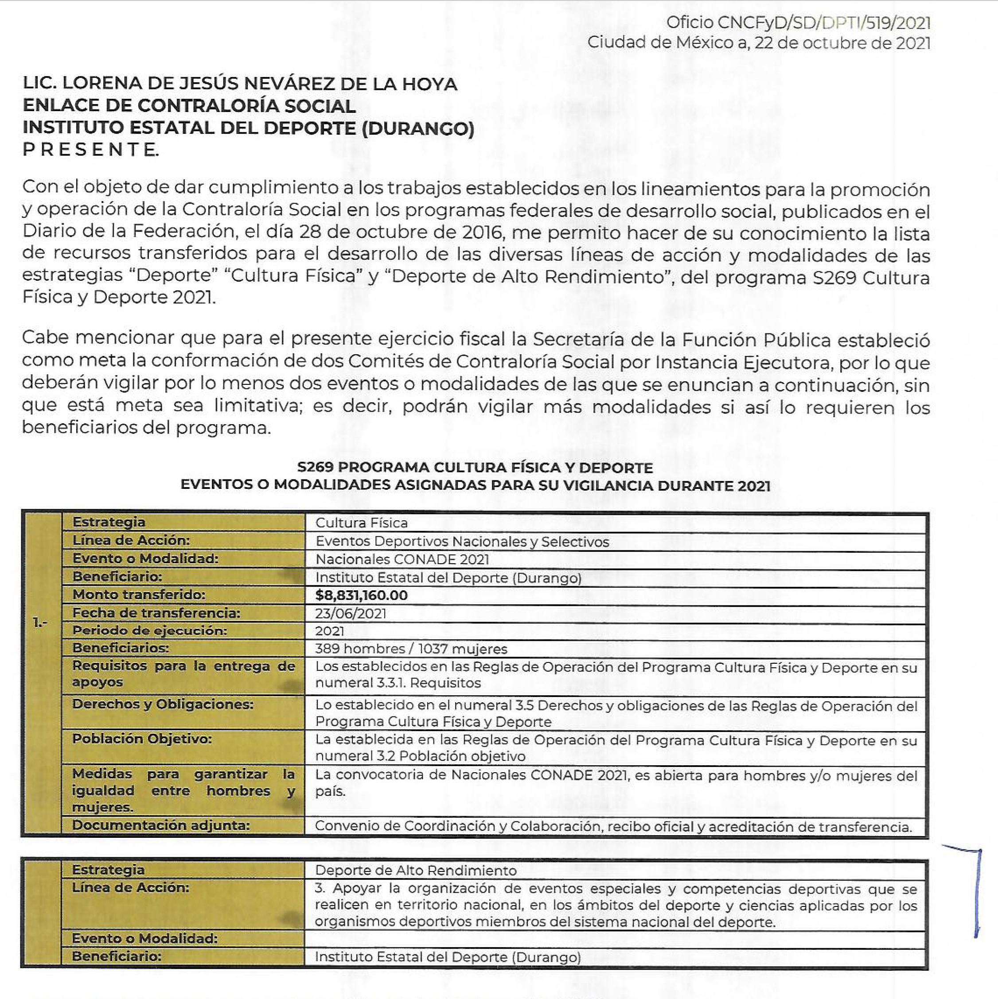 Oficio CNCFyD/SD/DPTI/519/2021
Ciudad de México a, 22 de octubre de 2021
LIC. LORENA DE JESÚS NEVÁREZ DE LA HOYA
ENLACE DE CONTRALORÍA SOCIAL
INSTITUTO ESTATAL DEL DEPORTE (DURANGO)
P R E S E N T E.
Con el objeto de dar cumplimiento a los trabajos establecidos en los lineamientos para la promoción
y operación de la Contraloría Social en los programas federales de desarrollo social, publicados en el
Diario de la Federación, el día 28 de octubre de 2016, me permito hacer de su conocimiento la lista
de recursos transferidos para el desarrollo de las diversas líneas de acción y modalidades de las
estrategias “Deporte” “Cultura Física” y “Deporte de Alto Rendimiento”, del programa S269 Cultura
Física y Deporte 2021.
Cabe mencionar que para el presente ejercicio fiscal la Secretaría de la Función Pública estableció
como meta la conformación de dos Comités de Contraloría Social por Instancia Ejecutora, por lo que
deberán vigilar por lo menos dos eventos o modalidades de las que se enuncian a continuación, sin
que está meta sea limitativa; es decir, podrán vigilar más modalidades si así lo requieren los
beneficiarios del programa.
S269 PROGRAMA CULTURA FÍSICA Y DEPORTE
EVENTOS O MODALIDADES ASIGNADAS PARA SU VIGILANCIA DURANTE 2021
1.-
Estrategia Cultura Física
Línea de Acción: Eventos Deportivos Nacionales y Selectivos
Evento o Modalidad: Nacionales CONADE 2021
Beneficiario: Instituto Estatal del Deporte (Durango)
Monto transferido: $8,831,160.00
Fecha de transferencia: 23/06/2021
Periodo de ejecución: 2021
Beneficiarios: 389 hombres / 1037 mujeres
Requisitos para la entrega de Los establecidos en las Reglas de Operación del Programa Cultura Física y Deporte en su
apoyos numeral 3.3.1. Requisitos
Derechos y Obligaciones: Lo establecido en el numeral 3.5 Derechos y obligaciones de las Reglas de Operación del
Programa Cultura Física y Deporte
Población Objetivo: La establecida en las Reglas de Operación del Programa Cultura Física y Deporte en su
numeral 3.2 Población objetivo
Medidas para garantizar la La convocatoria de Nacionales CONADE 2021, es abierta para hombres y/o mujeres del
igualdad entre hombres y país.
mujeres.
Documentación adjunta: Convenio de Coordinación y Colaboración, recibo oficial y acreditación de transferencia.
Estrategia Deporte de Alto Rendimiento
Línea de Acción: 3. Apoyar la organización de eventos especiales y competencias deportivas que se
realicen en territorio nacional, en los ámbitos del deporte y ciencias aplicadas por los
organismos deportivos miembros del sistema nacional del deporte.
Evento o Modalidad:
Beneficiario: Instituto Estatal del Deporte (Durango)